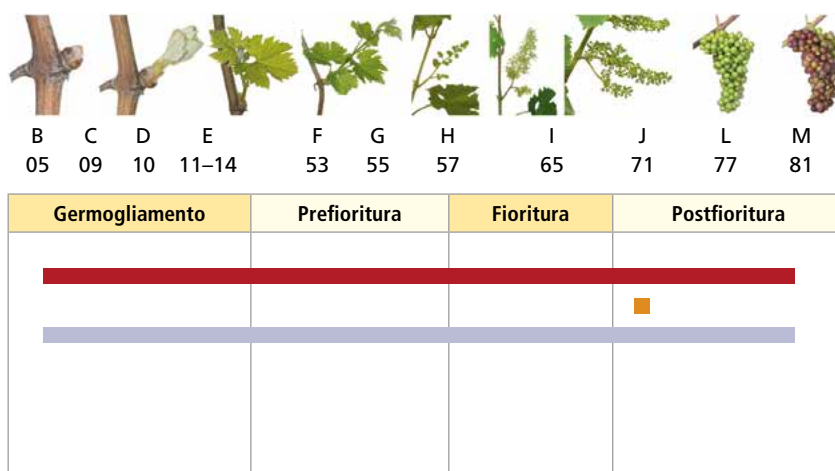 B C D E F G H I J L M
05 09 10 11–14 53 55 57 65 71 77 81
Germogliamento Prefioritura Fioritura Postfioritura